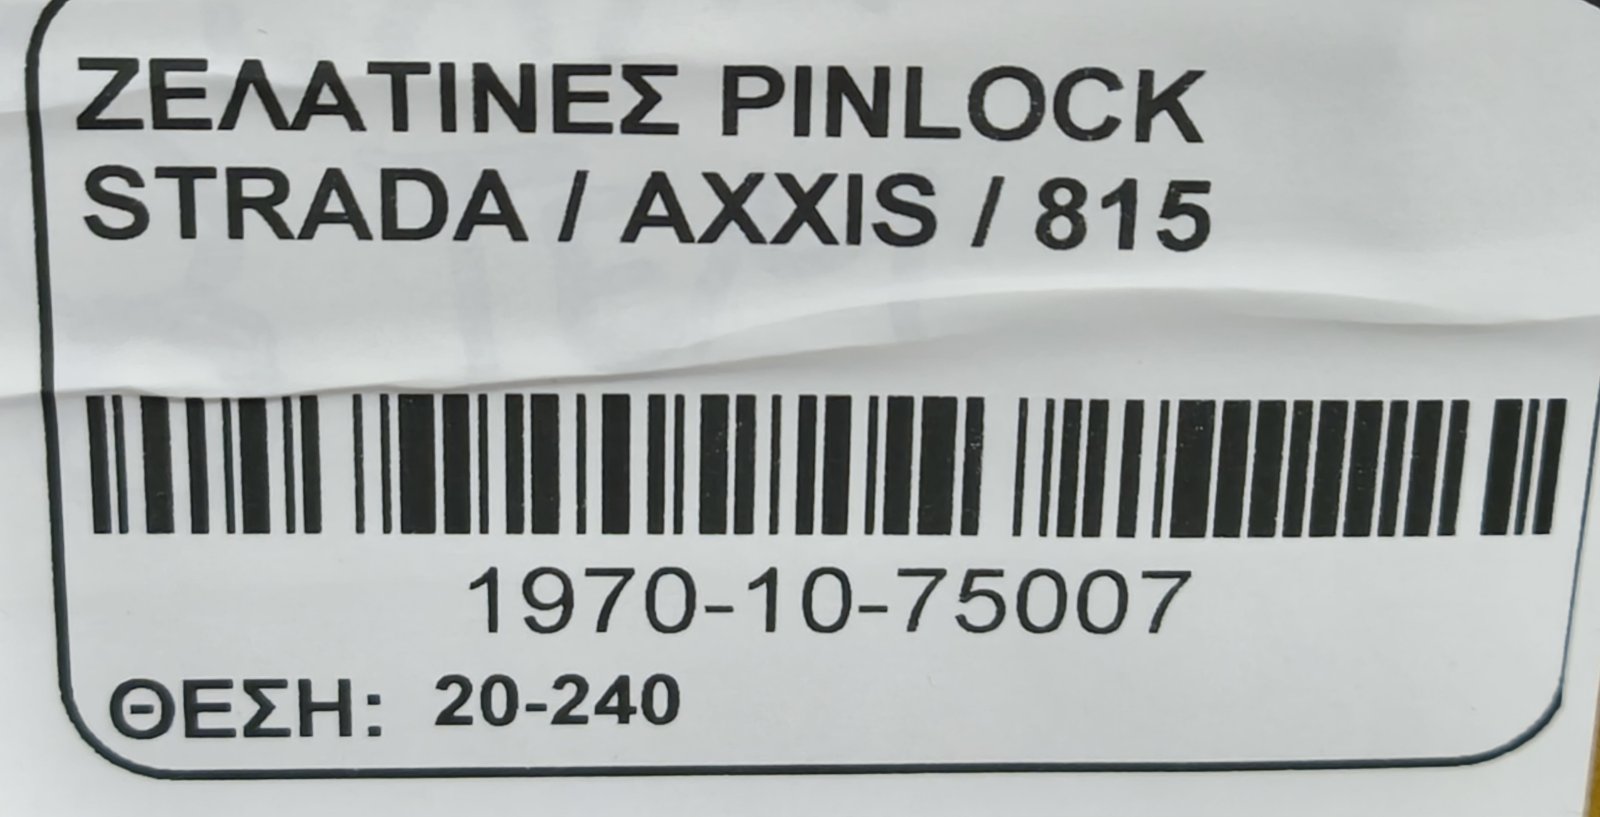 ΖΕΛΑΤΙΝΕΣ PINLOCK
STRADA / AXXIS / 815
1970-10-75007
ΘΕΣΗ: 20-240